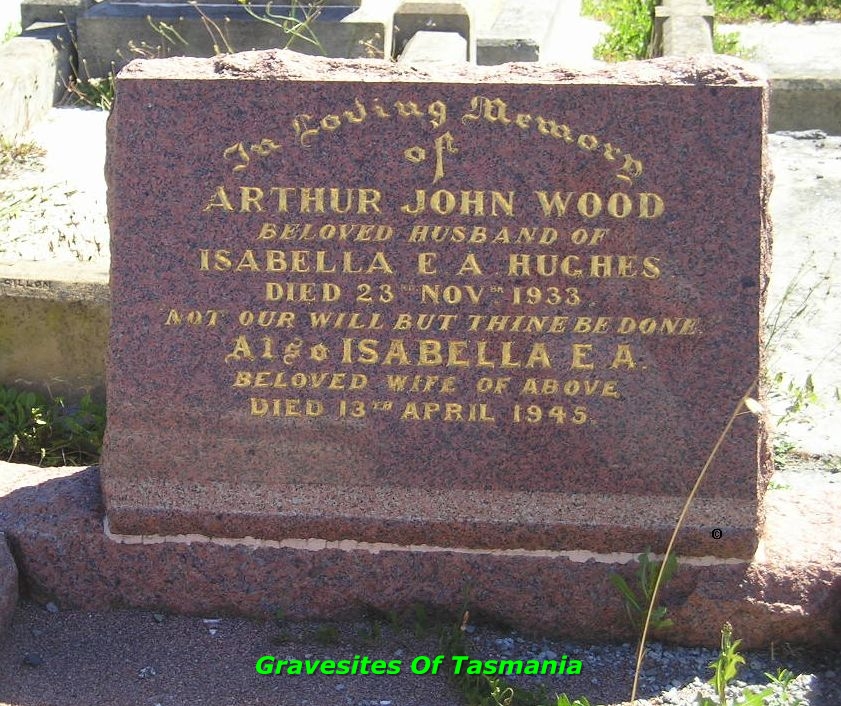 In Loving Memory
of
ARTHUR JOHN WOOD
BELOVED HUSBAND OF
ISABELLA E A HUGHES
DIED 23RD NOVBR 1933.
"NOT OUR WILL BUT THINE BE DONE."
Also ISABELLA E A.
BELOVED WIFE OF ABOVE.
DIED 13TH APRIL 1945.
©
Gravesites Of Tasmania